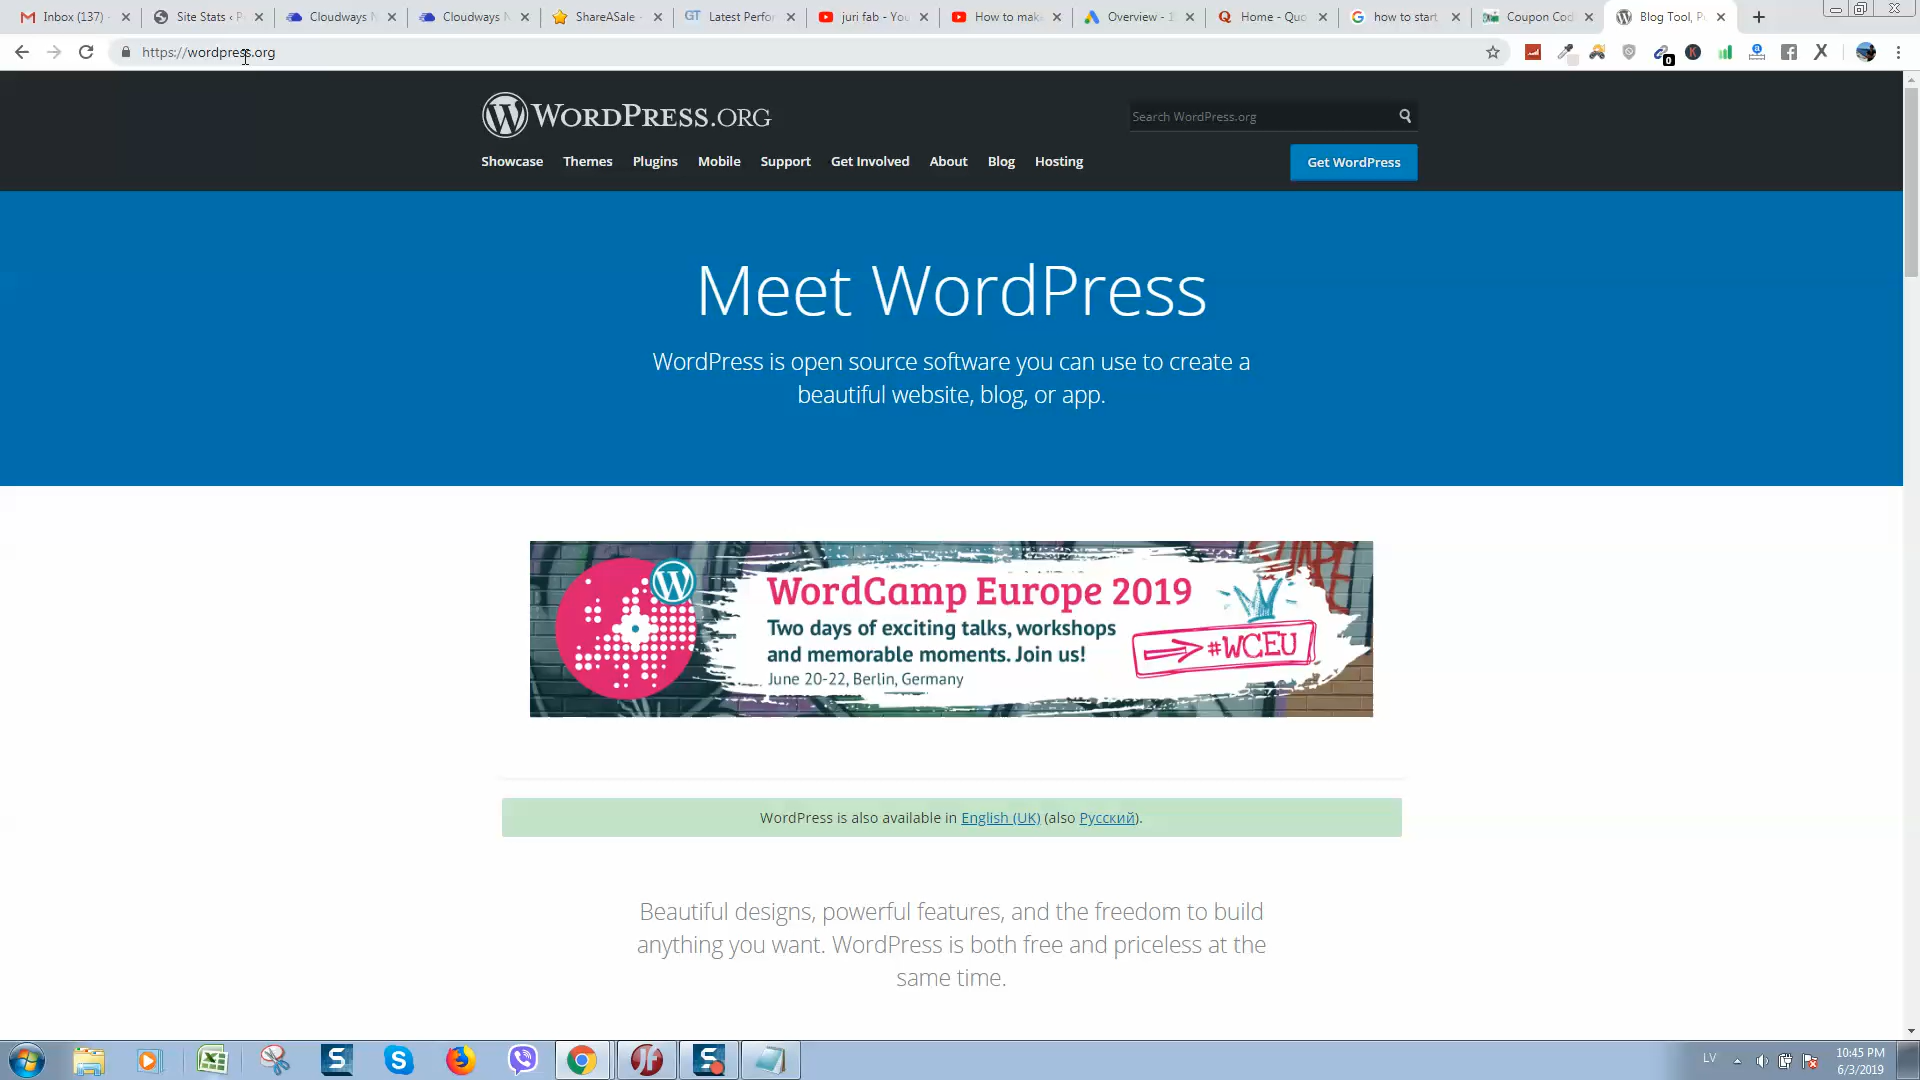 Inbox (137)
Site Stats ‹ P
Cloudways N
Cloudways N
ShareASale -
GT Latest Perfor
juri fab - You
How to make
Overview - I
Home - Quo
how to start
Coupon Cod
Blog Tool, P
https://wordpress.org
WORDPRESS.ORG
Search WordPress.org
Showcase Themes Plugins Mobile Support Get Involved About Blog Hosting
Get WordPress
Meet WordPress
WordPress is open source software you can use to create a
beautiful website, blog, or app.
WordCamp Europe 2019
Two days of exciting talks, workshops
and memorable moments. Join us!
June 20-22, Berlin, Germany
#WCEU
WordPress is also available in English (UK) (also Русский).
Beautiful designs, powerful features, and the freedom to build
anything you want. WordPress is both free and priceless at the
same time.
LV
10:45 PM
6/3/2019